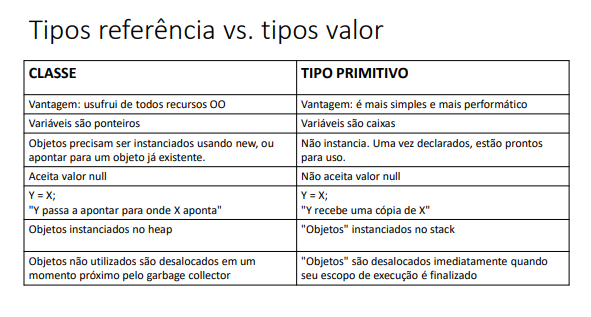 Tipos referência vs. tipos valor
CLASSE
TIPO PRIMITIVO
Vantagem: usufrui de todos recursos OO
Vantagem: é mais simples e mais performático
Variáveis são ponteiros
Variáveis são caixas
Objetos precisam ser instanciados usando new, ou
apontar para um objeto já existente.
Não instancia. Uma vez declarados, estão prontos
para uso.
Aceita valor null
Não aceita valor null
Y = X;
"Y passa a apontar para onde X aponta"
Y = X;
"Y recebe uma cópia de X"
Objetos instanciados no heap
"Objetos" instanciados no stack
Objetos não utilizados são desalocados em um
momento próximo pelo garbage collector
"Objetos" são desalocados imediatamente quando
seu escopo de execução é finalizado